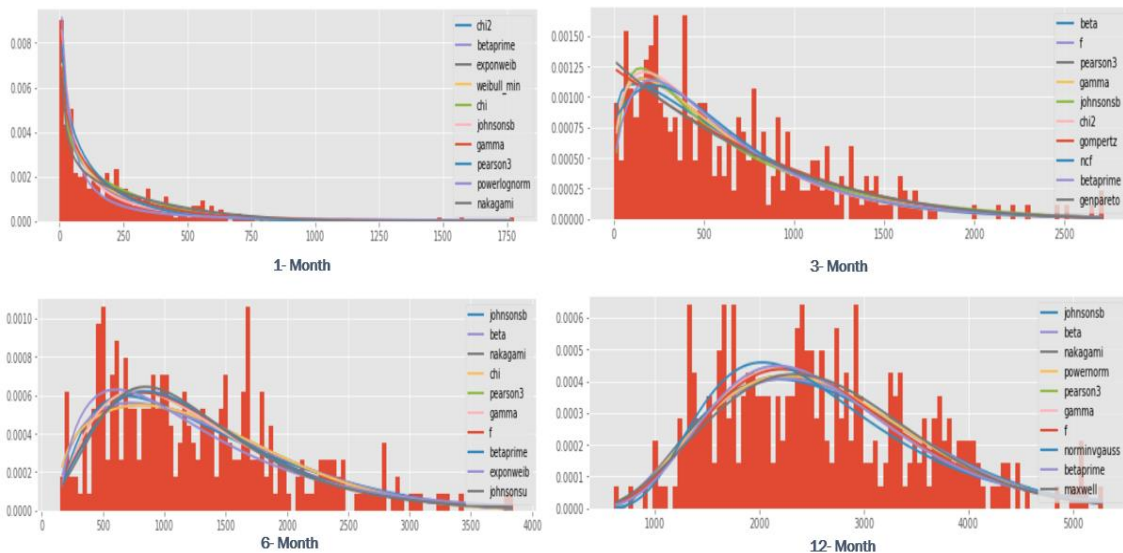 0.008
0.006
0.004
0.002
0.000
0
250
500
750
1000
1250
1500
1750
chi2
betaprime
exponweib
weibull_min
chi
johnsonsb
gamma
pearson3
powerlognorm
nakagami
1- Month
0.00150
0.00125
0.00100
0.00075
0.00050
0.00025
0.00000
0
500
1000
1500
2000
2500
beta
f
pearson3
gamma
johnsonsb
chi2
gompertz
ncf
betaprime
genpareto
3- Month
0.0010
0.0008
0.0006
0.0004
0.0002
0.0000
0
500
1000
1500
2000
2500
3000
3500
4000
johnsonsb
beta
nakagami
chi
pearson3
gamma
f
betaprime
exponweib
johnsonsu
6- Month
0.0006
0.0005
0.0004
0.0003
0.0002
0.0001
0.0000
1000
2000
3000
4000
5000
johnsonsb
beta
nakagami
powernorm
pearson3
gamma
f
norminvgauss
betaprime
maxwell
12- Month